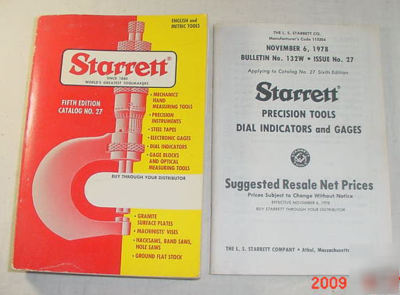 ENGLISH and
METRIC TOOLS
Starrett
SINCE 1880
WORLD'S GREATEST TOOLMAKERS
FIFTH EDITION
CATALOG NO. 27
• MECHANICS'
HAND
MEASURING TOOLS
• PRECISION
INSTRUMENTS
• STEEL TAPES
• ELECTRONIC GAGES
• DIAL INDICATORS
• GAGE BLOCKS
AND OPTICAL
MEASURING TOOLS
BUY THROUGH YOUR DISTRIBUTOR
• GRANITE
SURFACE PLATES
• MACHINISTS' VISES
• HACKSAWS, BAND SAWS,
HOLE SAWS
• GROUND FLAT STOCK
THE L. S. STARRETT CO.
Manufacturer's Code
NOVEMBER 6, 1978
BULLETIN No. 132W • ISSUE No. 27
Applying to Catalog No. 27 Sixth Edition
Starrett
PRECISION TOOLS
DIAL INDICATORS and GAGES
Suggested Resale Net Prices
Prices Subject to Change Without Notice
EFFECTIVE NOVEMBER 6, 1978
BUY STARRETT THROUGH YOUR DISTRIBUTOR
THE L. S. STARRETT COMPANY • Athol, Massachusetts
2009